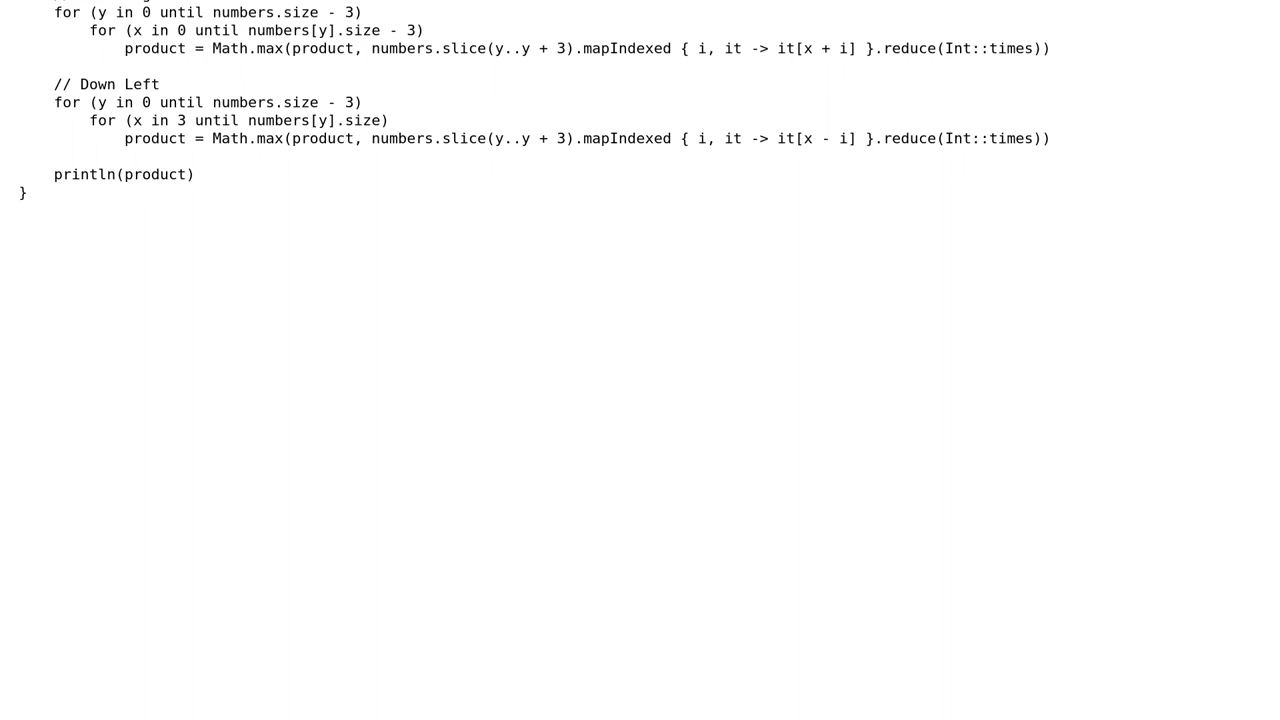 for (y in 0 until numbers.size - 3)
for (x in 0 until numbers[y].size - 3)
product = Math.max(product, numbers.slice(y..y + 3).mapIndexed { i, it -> it[x + i] }.reduce(Int::times))
// Down Left
for (y in 0 until numbers.size - 3)
for (x in 3 until numbers[y].size)
product = Math.max(product, numbers.slice(y..y + 3).mapIndexed { i, it -> it[x - i] }.reduce(Int::times))
println(product)
}